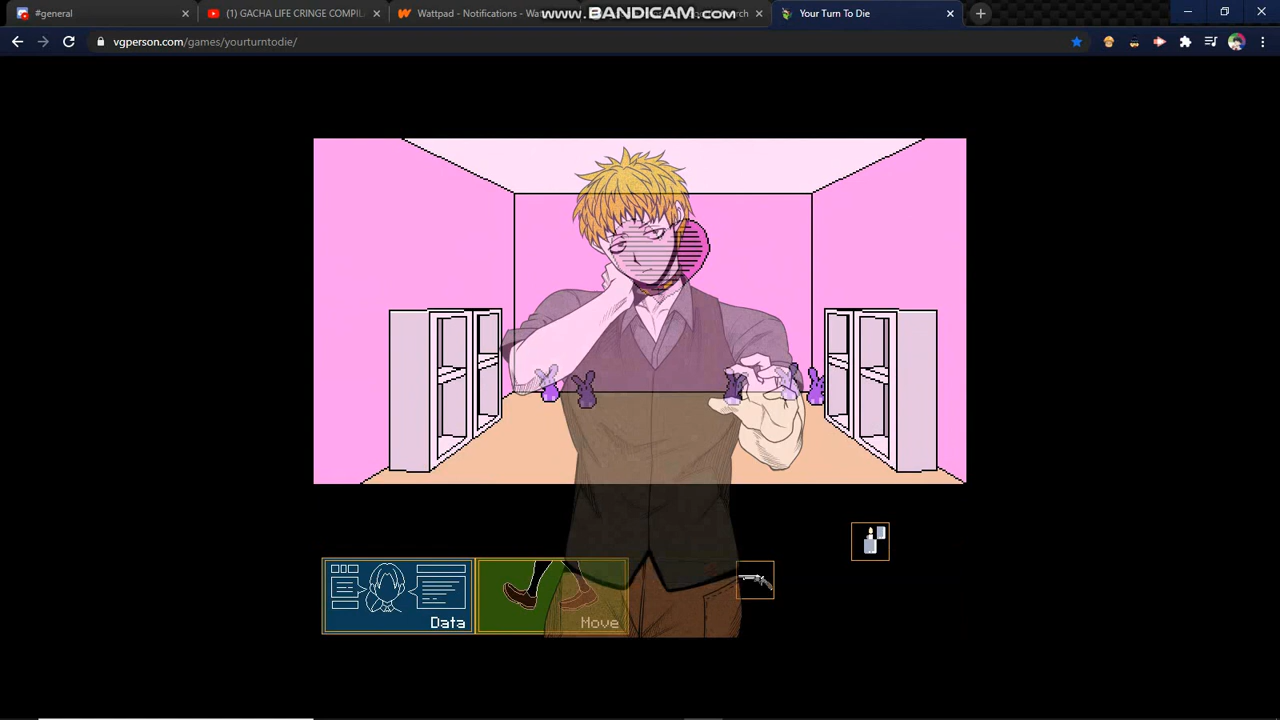 #general
(1) GACHA LIFE CRINGE COMPIL
Wattpad - Notifications - Wa
www.BANDICAM.com
Your Turn To Die
vgperson.com/games/yourturntodie/
Data
Move